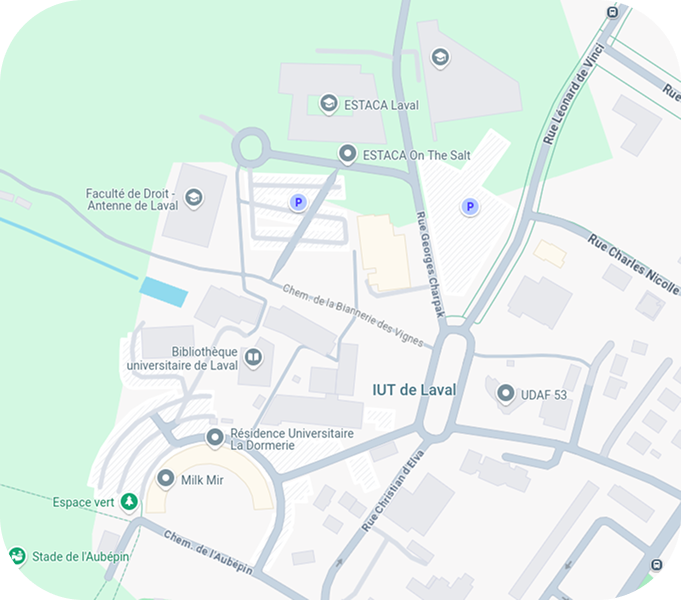 Rue Léonard de Vinci
Rue
ESTACA Laval
ESTACA On The Salt
Faculté de Droit -
Antenne de Laval
P
P
Rue Georges Charpak
Rue Charles Nicolle
Chem. de la Biannerie des Vignes
Bibliothèque
universitaire de Laval
IUT de Laval
UDAF 53
Résidence Universitaire
La Dormerie
Milk Mir
Rue Christian d'Elva
Espace vert
Chem. de l'Aubépin
Stade de l'Aubépin